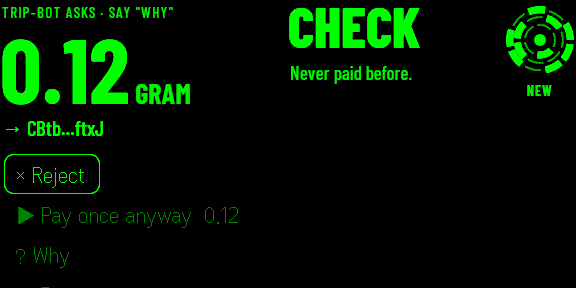 TRIP-BOT ASKS · SAY "WHY"
0.12 GRAM
→ CBtb...ftxJ
× Reject
▶ Pay once anyway 0.12
? Why
CHECK
Never paid before.
NEW